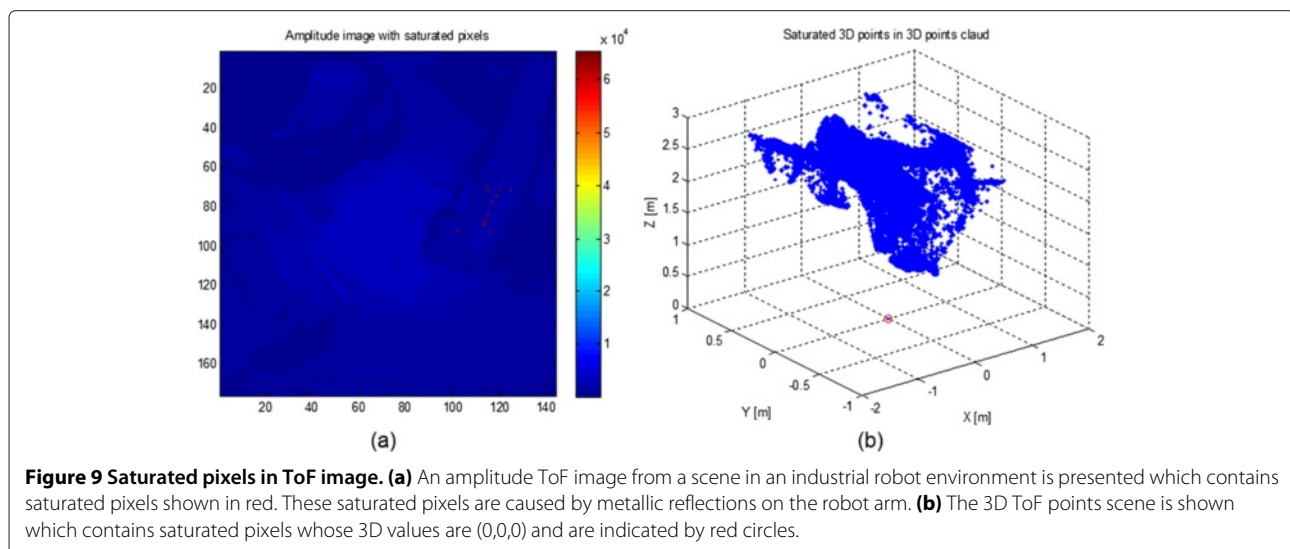 Amplitude image with saturated pixels
x 10⁴
20
40
60
80
100
120
140
160
20 40 60 80 100 120 140
6
5
4
3
2
1
(a)
Saturated 3D points in 3D points claud
3
2.5
2
1.5
1
0.5
0
Z [m]
1
0.5
0
-0.5
-1
Y [m]
-2
-1
0
1
2
X [m]
(b)
Figure 9 Saturated pixels in ToF image. (a) An amplitude ToF image from a scene in an industrial robot environment is presented which contains
saturated pixels shown in red. These saturated pixels are caused by metallic reflections on the robot arm. (b) The 3D ToF points scene is shown
which contains saturated pixels whose 3D values are (0,0,0) and are indicated by red circles.